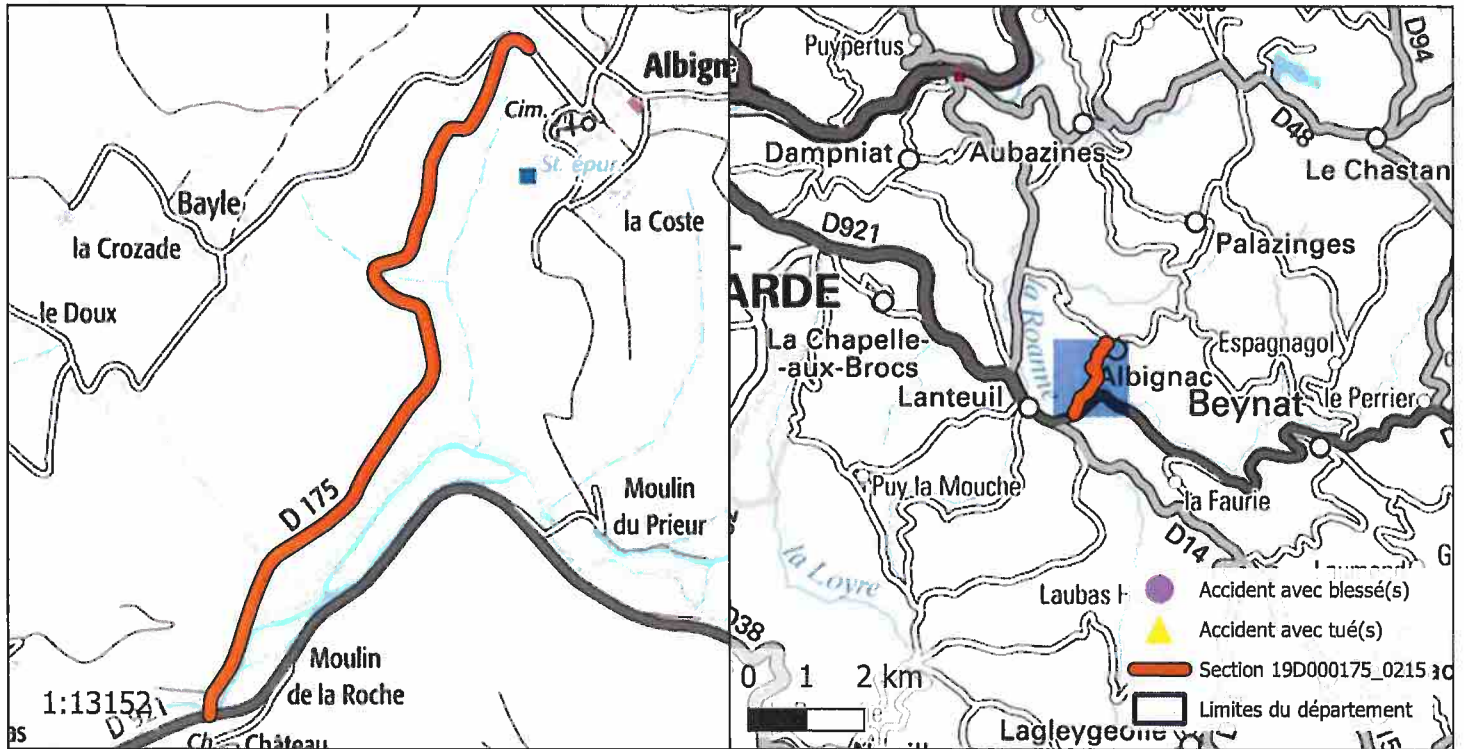 Albign
Cim.
St. épur.
Bayle
la Coste
la Crozade
le Doux
D 175
Moulin
du Prieur
Moulin
de la Roche
1:13152
D 921
Ch.
Château
as
D38
Puypertus
D94
D48
Dampniat
Aubazines
Le Chastan
D921
Palazinges
ARDE
la Roanne
La Chapelle-
-aux-Brocs
Espagnagol
Albignac
Lanteuil
Beynat
le Perrier
Puy la Mouche
la Faurie
D14
la Loyre
Laubas H
Accident avec blessé(s)
Accident avec tué(s)
0 1 2 km
Section 19D000175_0215
Limites du département